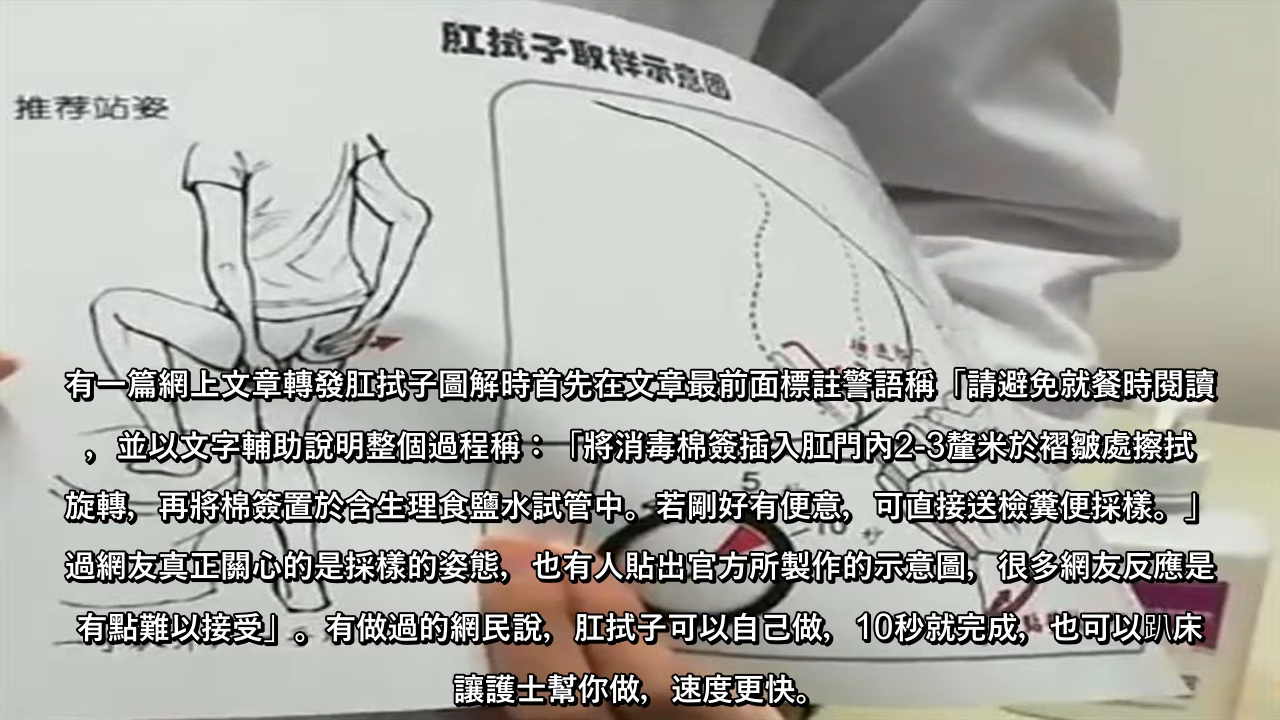 肛拭子取样示意圖
推荐站姿
5
10秒
有一篇網上文章轉發肛拭子圖解時首先在文章最前面標註警語稱「請避免就餐時閱讀
，並以文字輔助說明整個過程稱：「將消毒棉簽插入肛門內2-3釐米於褶皺處擦拭
旋轉，再將棉簽置於含生理食鹽水試管中。若剛好有便意，可直接送檢糞便採樣。」
過網友真正關心的是採樣的姿態，也有人貼出官方所製作的示意圖，很多網友反應是
有點難以接受」。有做過的網民說，肛拭子可以自己做，10秒就完成，也可以趴床
讓護士幫你做，速度更快。